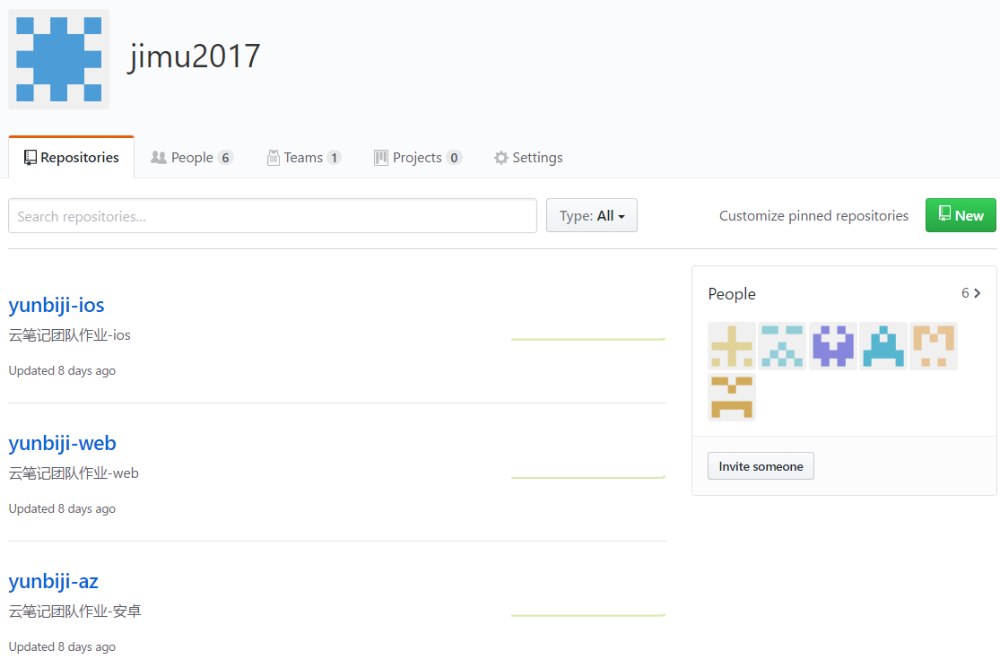 jimu2017
Repositories People 6 Teams 1 Projects 0 Settings
Search repositories... Type: All Customize pinned repositories New
yunbiji-ios
云笔记团队作业-ios
Updated 8 days ago
yunbiji-web
云笔记团队作业-web
Updated 8 days ago
yunbiji-az
云笔记团队作业-安卓
Updated 8 days ago
People 6
Invite someone